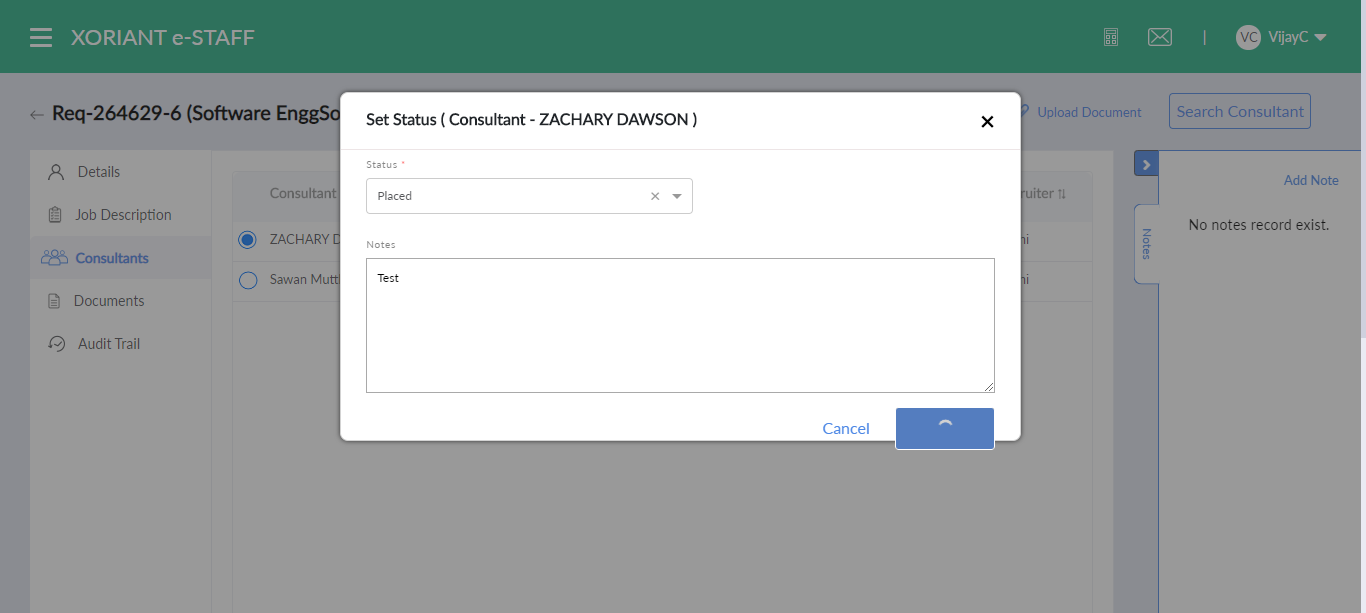 XORIANT e-STAFF
|
VC VijayC
← Req-264629-6 (Software EnggSo
Upload Document
Search Consultant
Set Status ( Consultant - ZACHARY DAWSON )
Status *
Placed
Notes
Test
Cancel
Details
Job Description
Consultants
Documents
Audit Trail
Consultant
ZACHARY D
Sawan Mutt
ruiter
ni
ni
Add Note
Notes
No notes record exist.